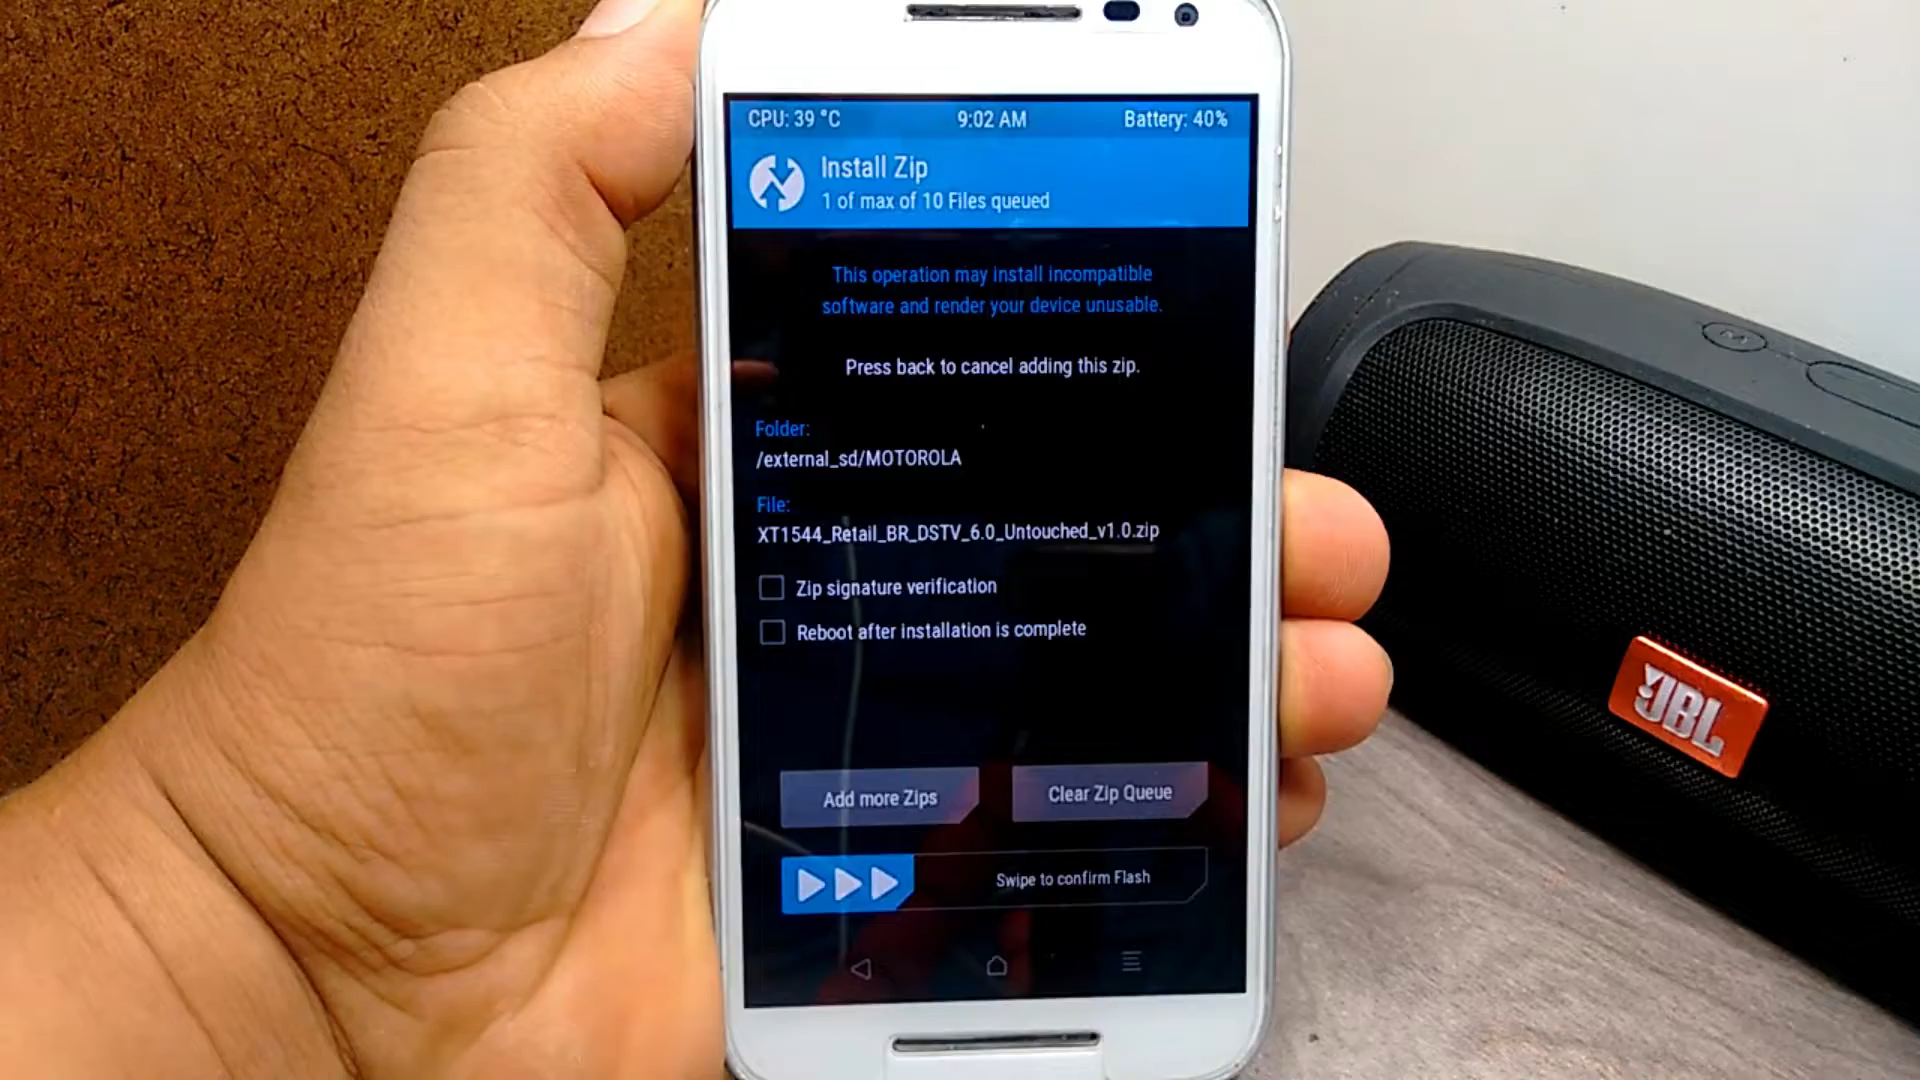 CPU: 39 °C 9:02 AM Battery: 40%
Install Zip
1 of max of 10 Files queued
This operation may install incompatible
software and render your device unusable.
Press back to cancel adding this zip.
Folder:
/external_sd/MOTOROLA
File:
XT1544_Retail_BR_DSTV_6.0_Untouched_v1.0.zip
Zip signature verification
Reboot after installation is complete
Add more Zips Clear Zip Queue
Swipe to confirm Flash
JBL